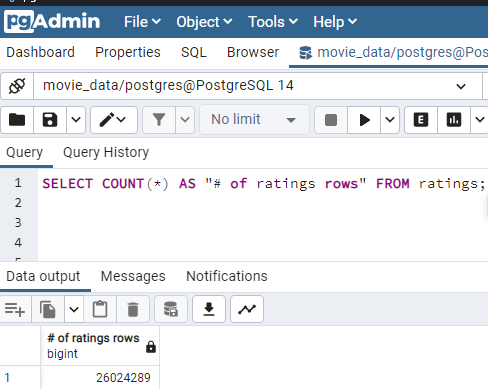 pgAdmin File Object Tools Help
Dashboard Properties SQL Browser movie_data/postgres@Pos
movie_data/postgres@PostgreSQL 14
No limit E
Query Query History
1 SELECT COUNT(*) AS "# of ratings rows" FROM ratings;
2
3
4
Data output Messages Notifications
# of ratings rows
bigint
1 26024289